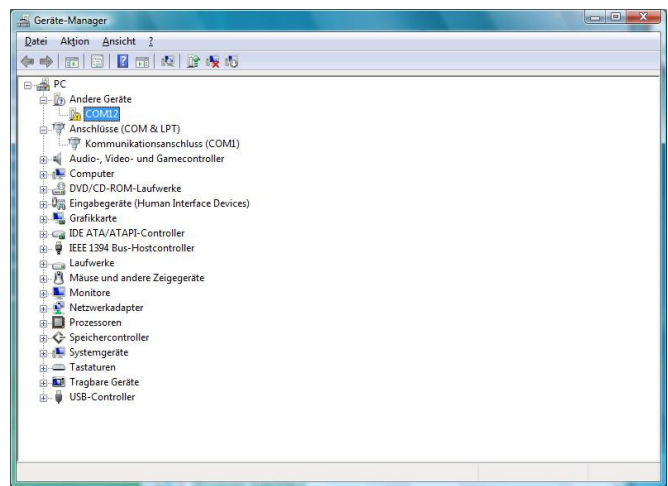 Geräte-Manager
Datei Aktion Ansicht ?
PC
Andere Geräte
COM12
Anschlüsse (COM & LPT)
Kommunikationsanschluss (COM1)
Audio-, Video- und Gamecontroller
Computer
DVD/CD-ROM-Laufwerke
Eingabegeräte (Human Interface Devices)
Grafikkarte
IDE ATA/ATAPI-Controller
IEEE 1394 Bus-Hostcontroller
Laufwerke
Mäuse und andere Zeigegeräte
Monitore
Netzwerkadapter
Prozessoren
Speichercontroller
Systemgeräte
Tastaturen
Tragbare Geräte
USB-Controller